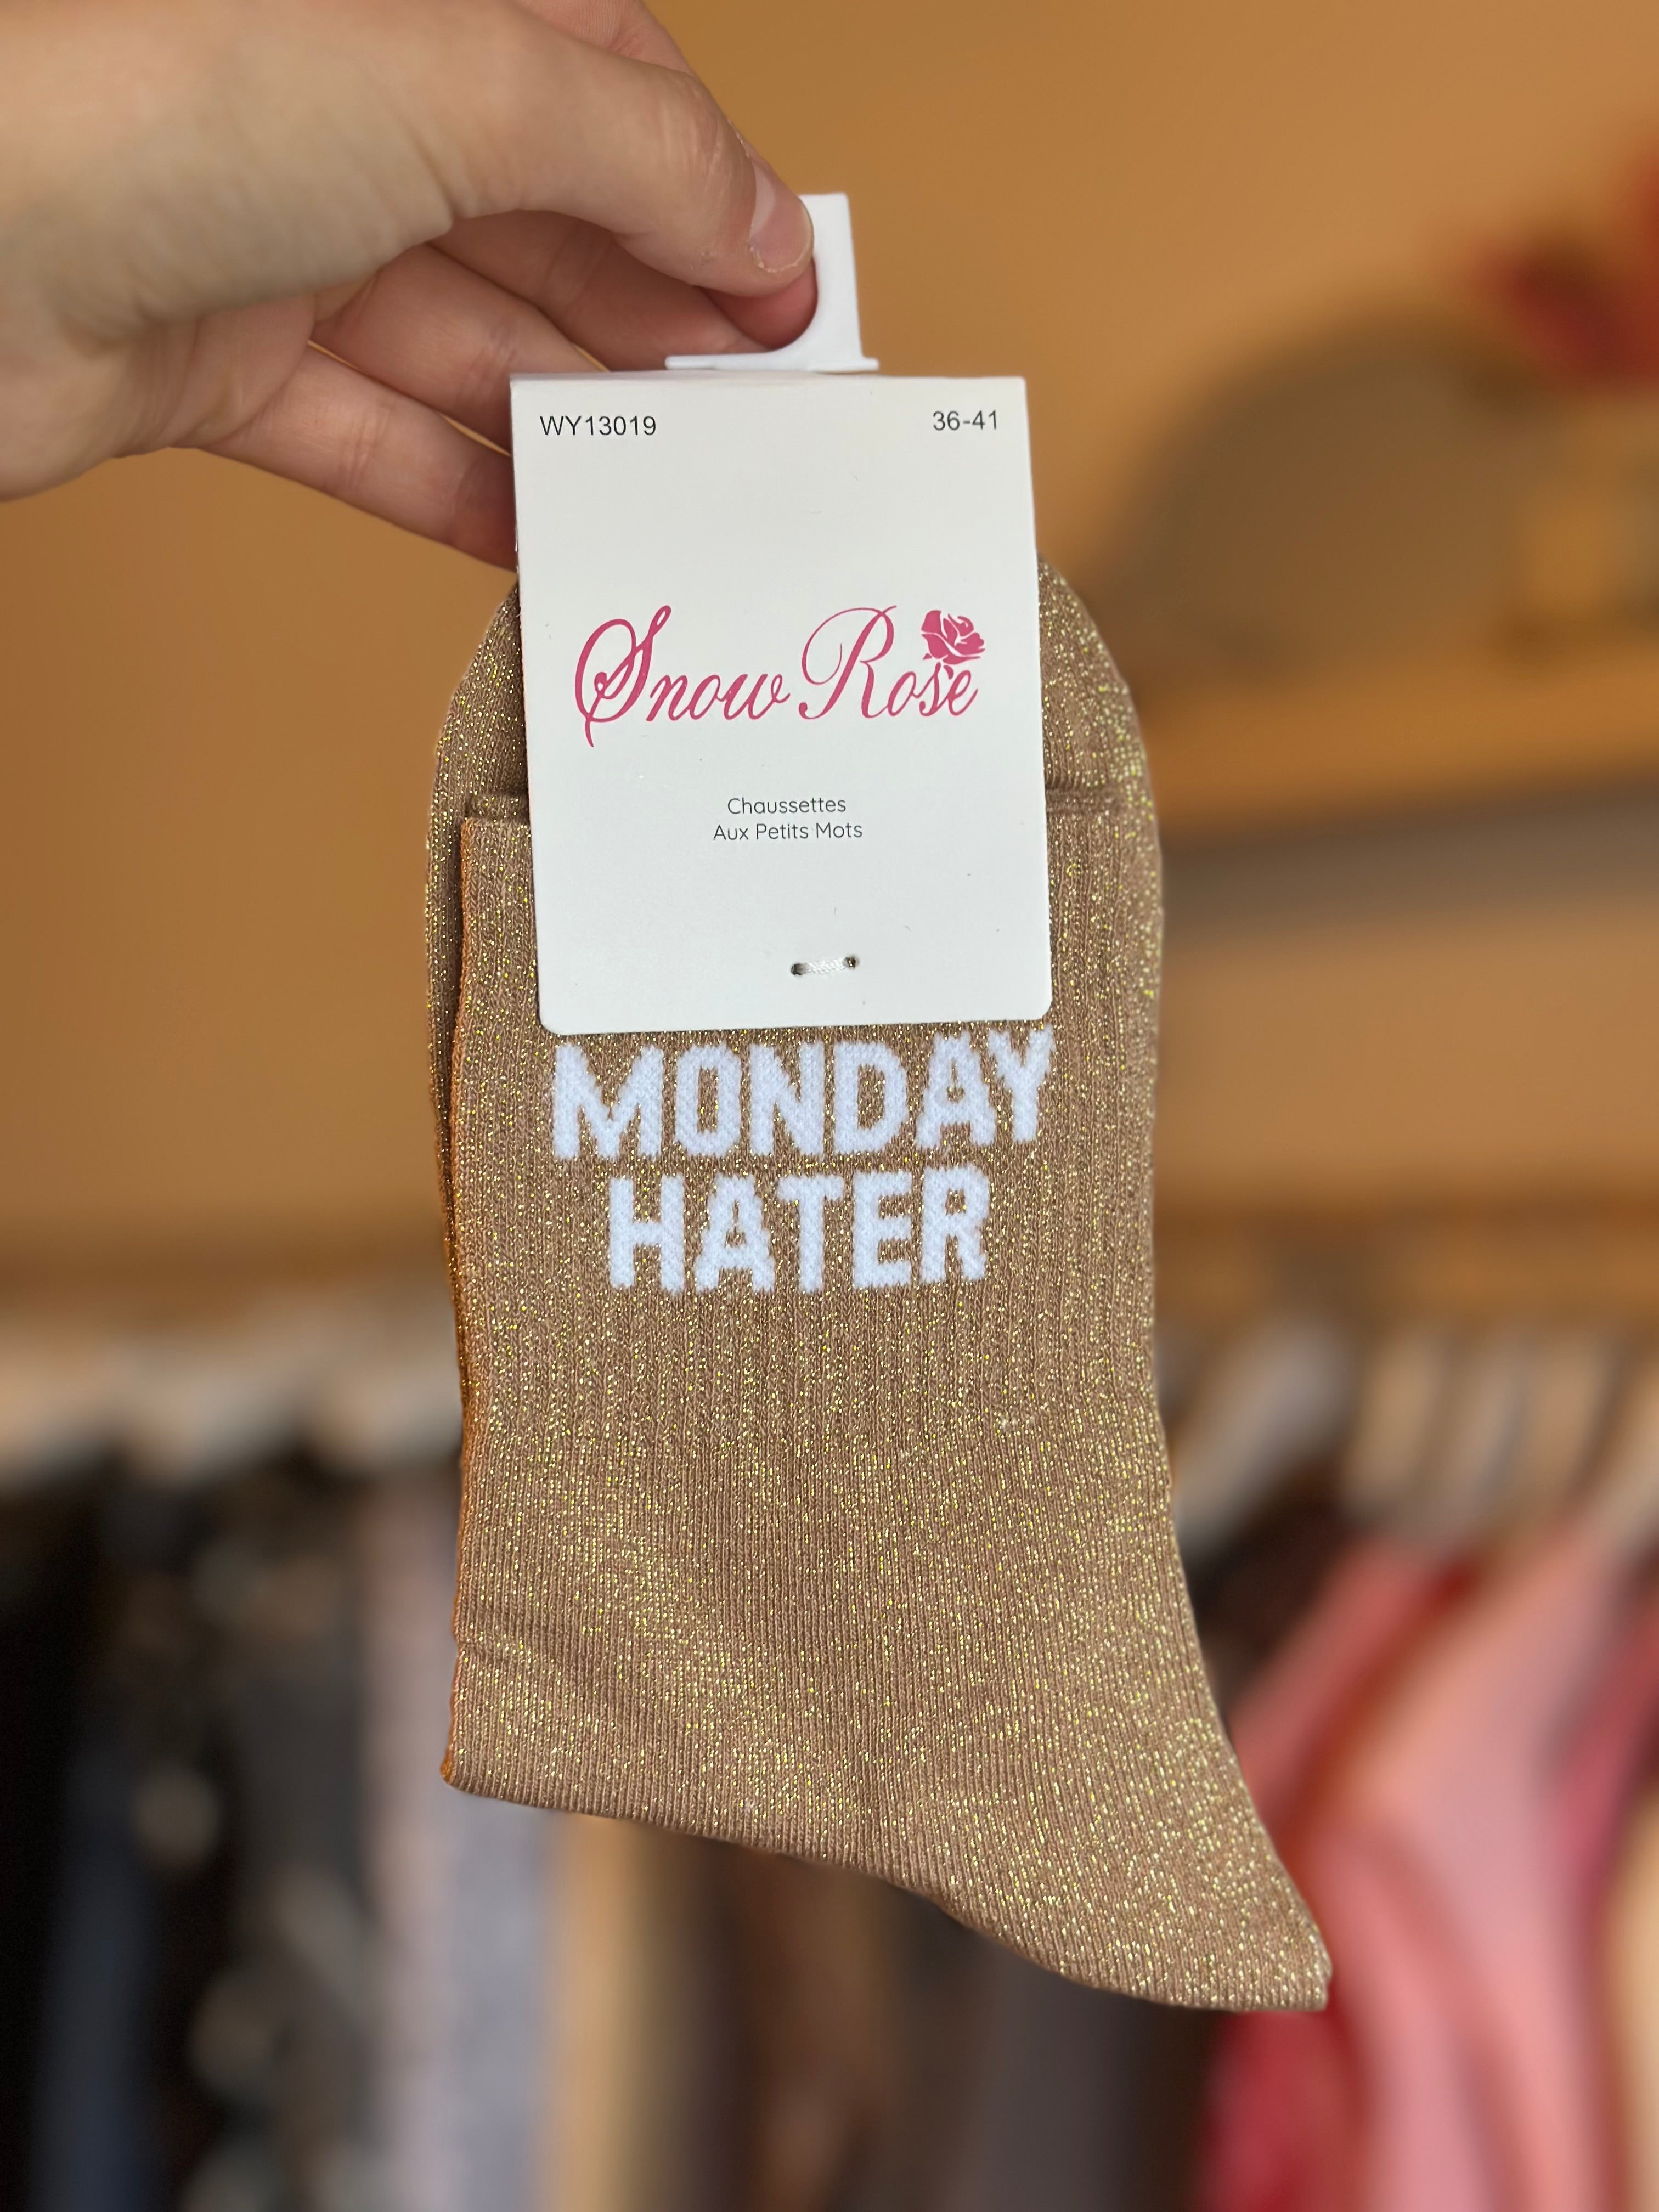 WY13019 36-41
Snow Rose
Chaussettes
Aux Petits Mots
MONDAY
HATER